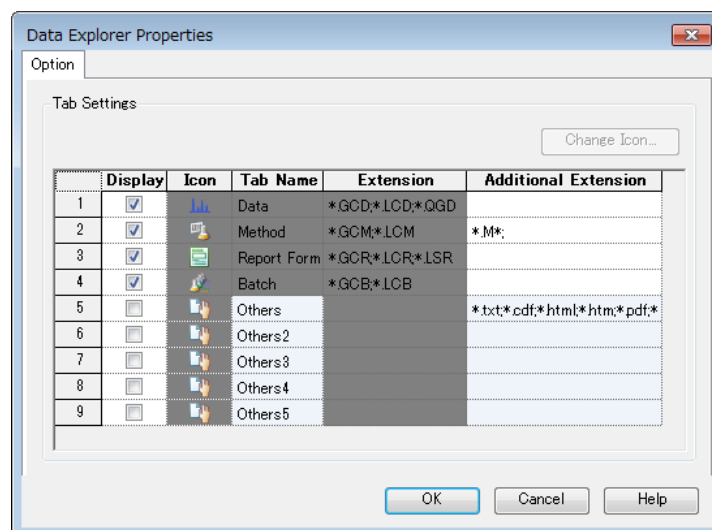 Data Explorer Properties
Option
Tab Settings
Change Icon...
Display Icon Tab Name Extension Additional Extension
1 Data *.GCD;*.LCD;*.QGD
2 Method *.GCM;*.LCM *.M*;
3 Report Form *.GCR;*.LCR;*.LSR
4 Batch *.GCB;*.LCB
5 Others *.txt;*.cdf;*.html;*.htm;*.pdf;*
6 Others2
7 Others3
8 Others4
9 Others5
OK Cancel Help